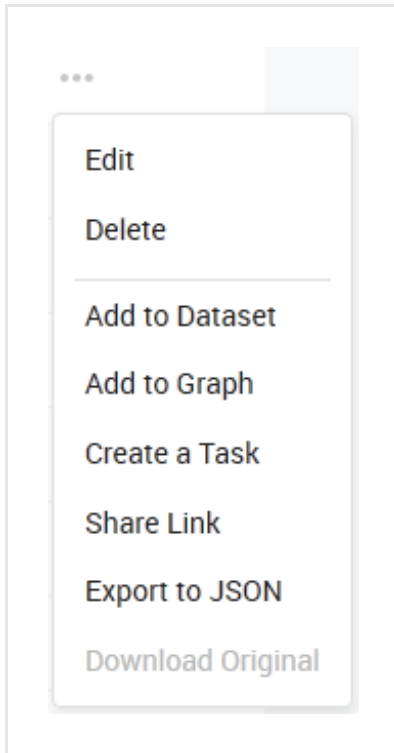 Edit
Delete
Add to Dataset
Add to Graph
Create a Task
Share Link
Export to JSON
Download Original